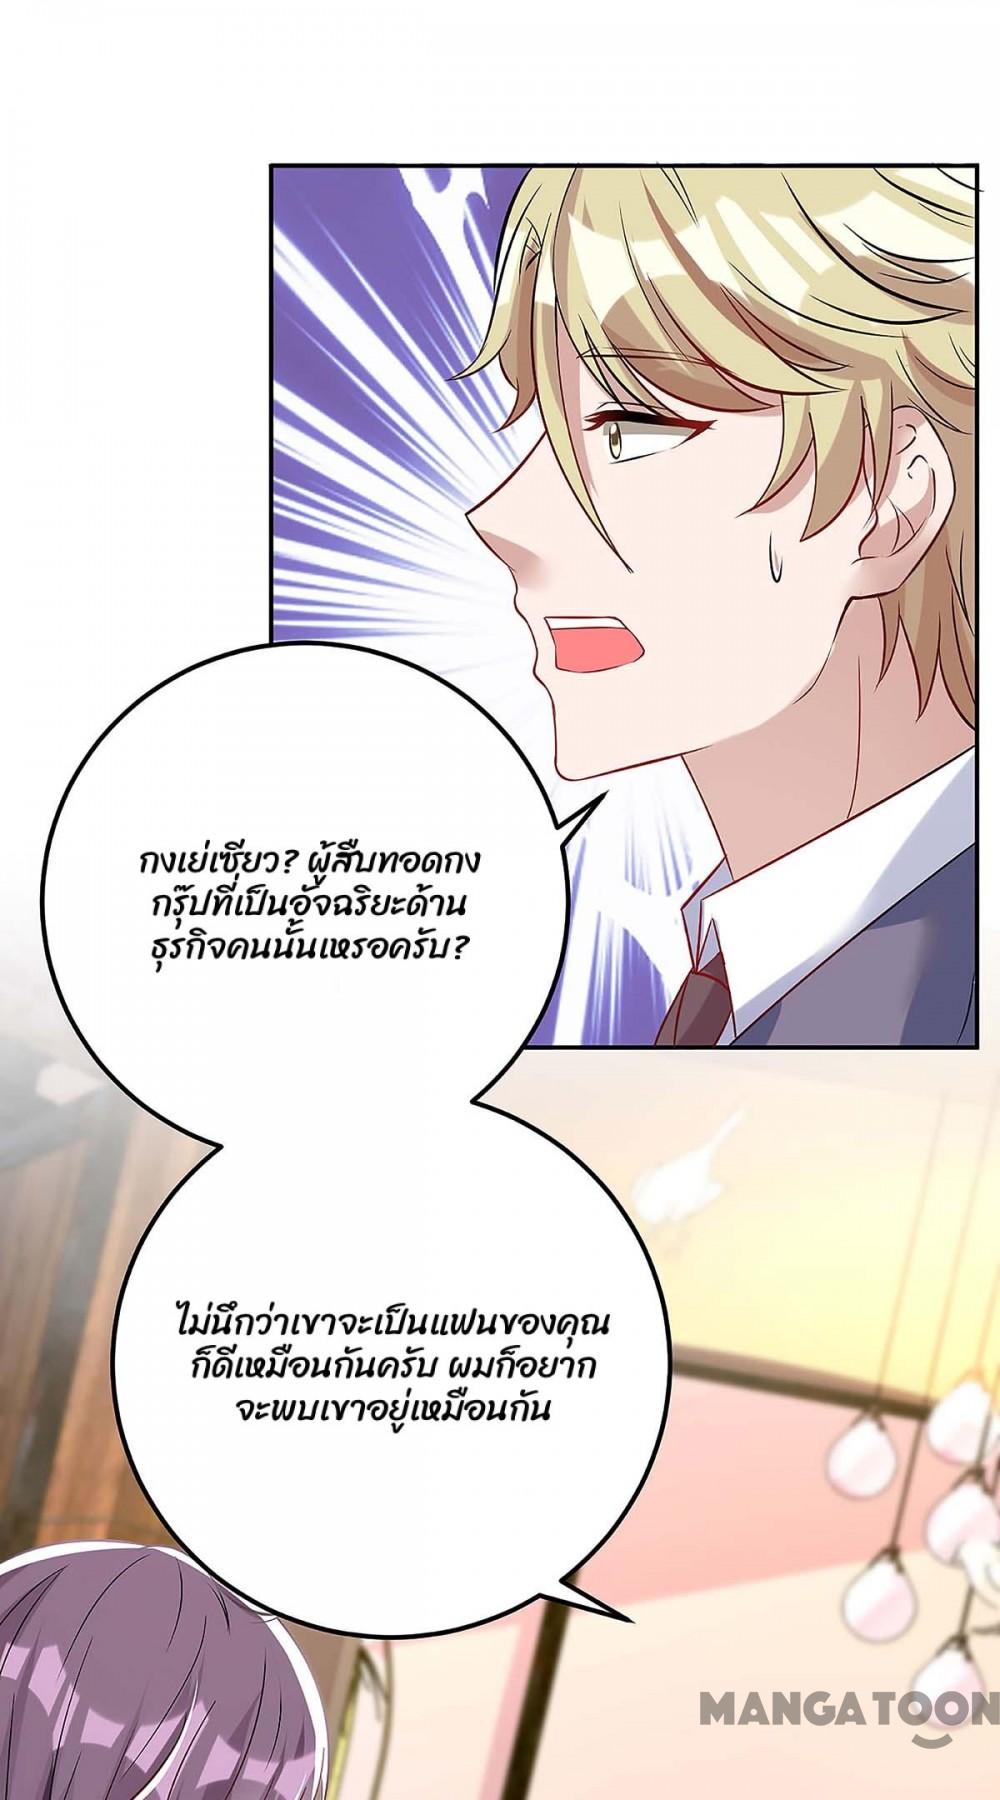 กงเย่เซียว? ผู้สืบทอดกง
กรุ๊ปที่เป็นอัจฉริยะด้าน
ธุรกิจคนนั้นเหรอครับ?
ไม่นึกว่าเขาจะเป็นแฟนของคุณ
ก็ดีเหมือนกันครับ ผมก็อยาก
จะพบเขาอยู่เหมือนกัน
MANGATOON